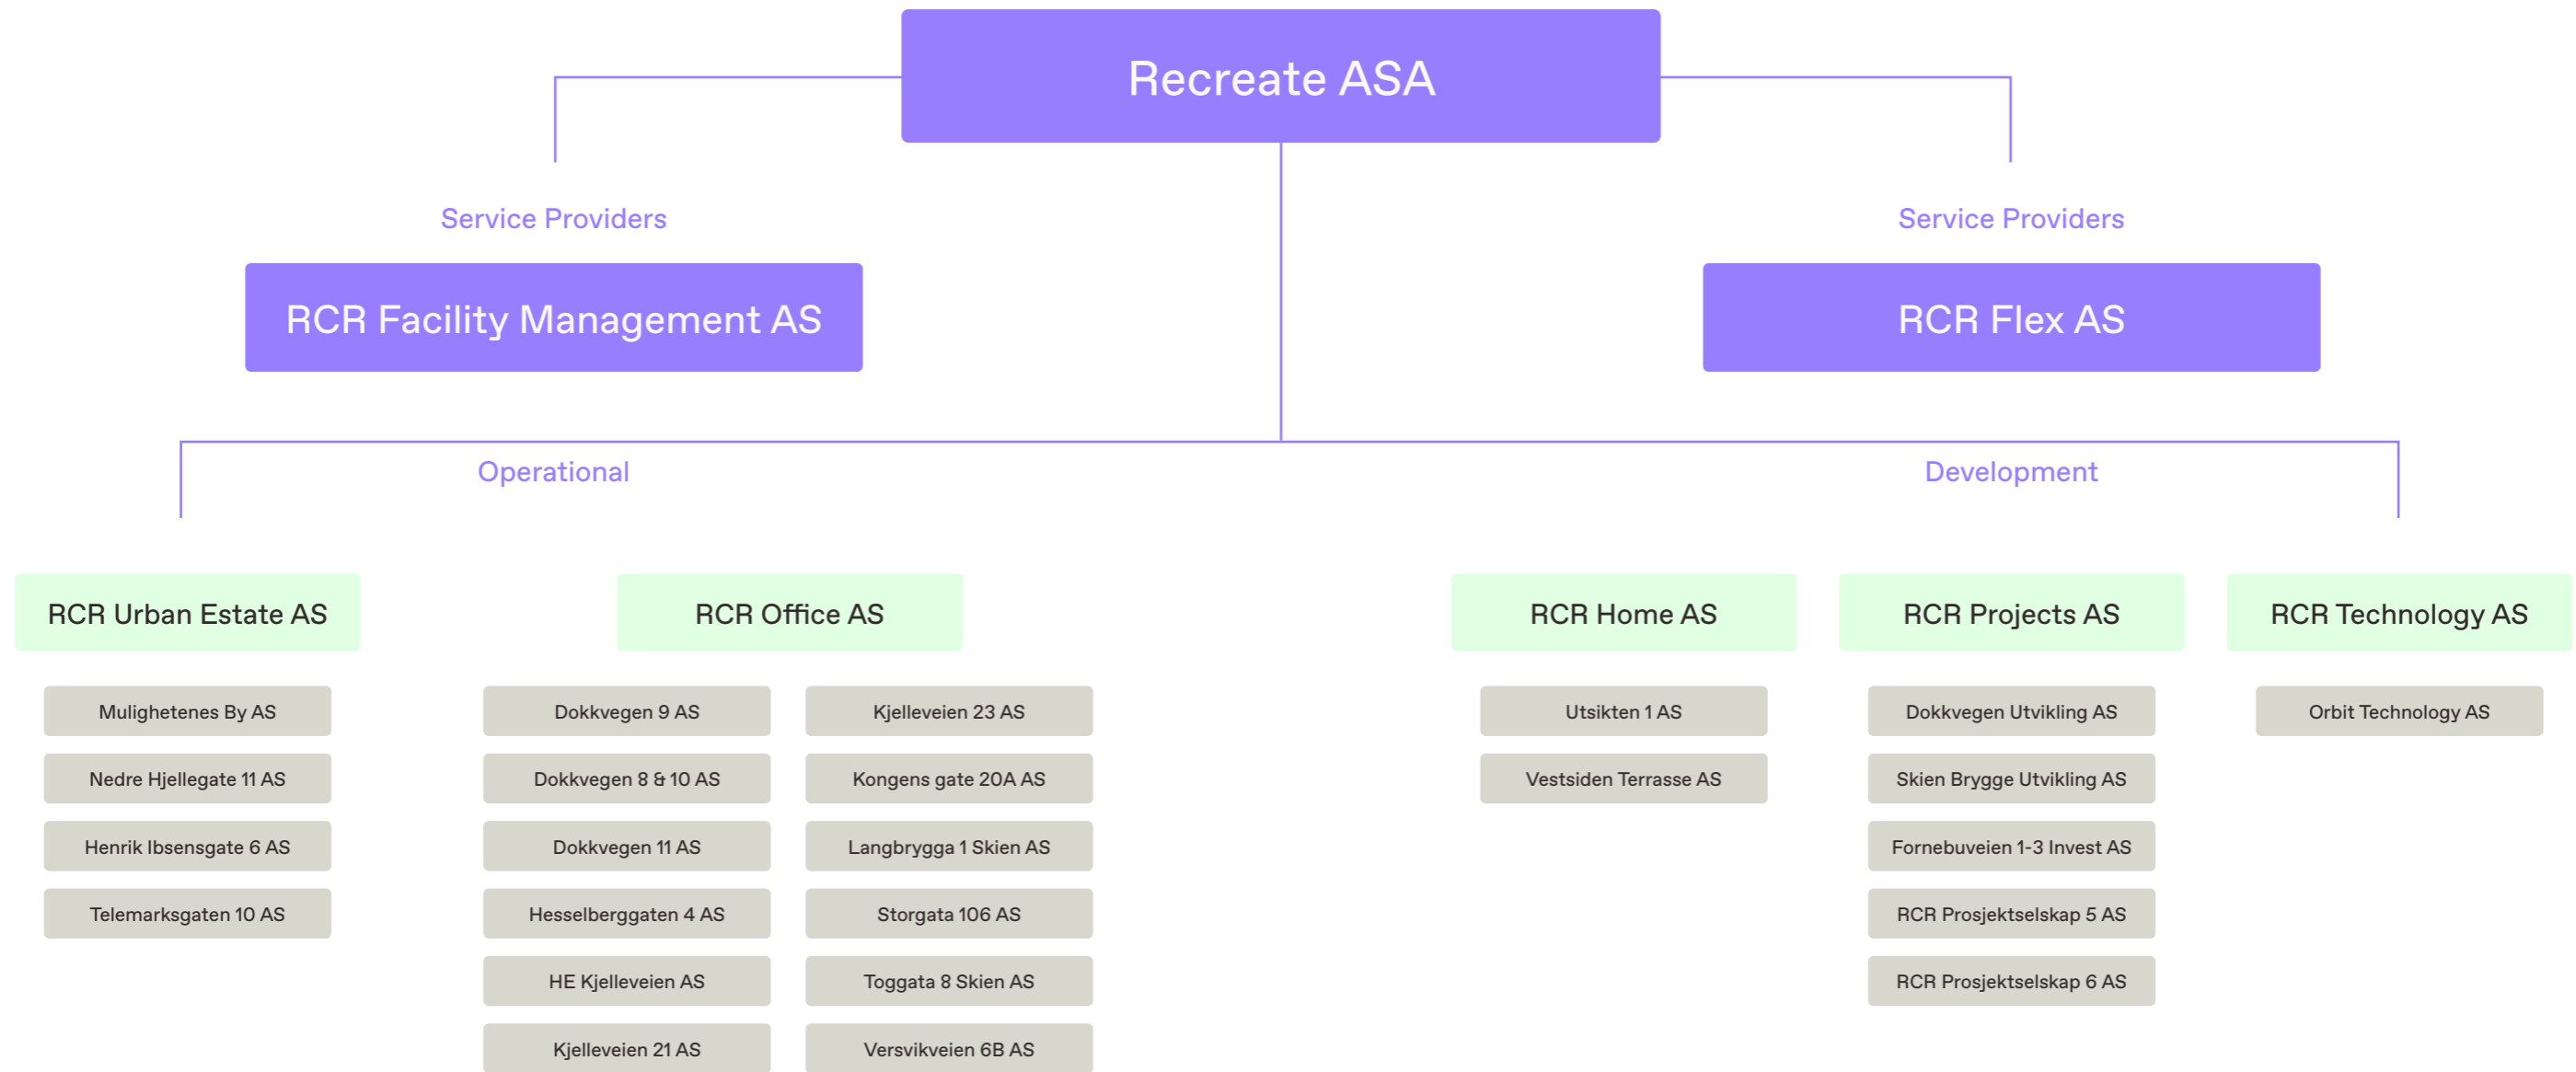 Recreate ASA
Service Providers
Service Providers
RCR Facility Management AS
RCR Flex AS
Operational
Development
RCR Urban Estate AS
RCR Office AS
RCR Home AS
RCR Projects AS
RCR Technology AS
Mulighetenes By AS
Nedre Hjellegate 11 AS
Henrik Ibsensgate 6 AS
Telemarksgaten 10 AS
Dokkvegen 9 AS
Dokkvegen 8 & 10 AS
Dokkvegen 11 AS
Hesselberggaten 4 AS
HE Kjelleveien AS
Kjelleveien 21 AS
Kjelleveien 23 AS
Kongens gate 20A AS
Langbrygga 1 Skien AS
Storgata 106 AS
Toggata 8 Skien AS
Versvikveien 6B AS
Utsikten 1 AS
Vestsiden Terrasse AS
Dokkvegen Utvikling AS
Skien Brygge Utvikling AS
Fornebuveien 1-3 Invest AS
RCR Prosjektselskap 5 AS
RCR Prosjektselskap 6 AS
Orbit Technology AS